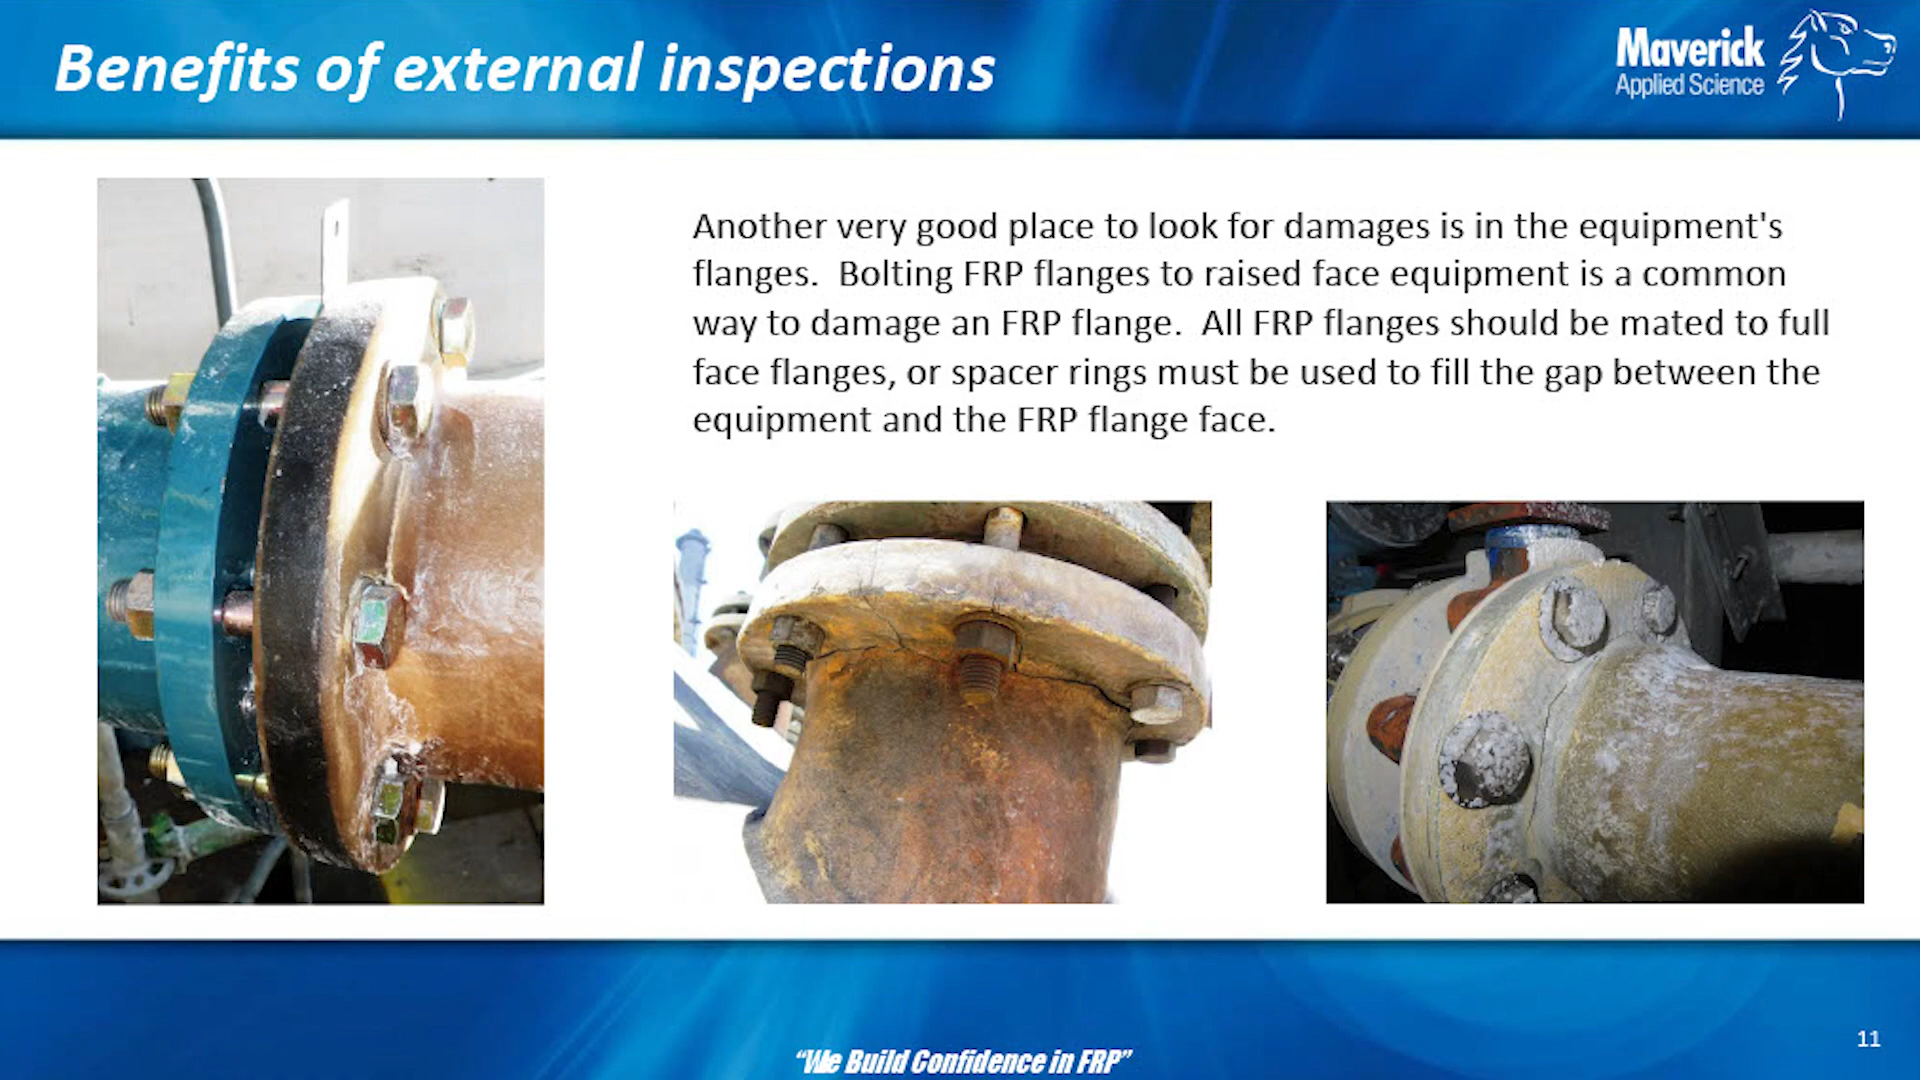 Benefits of external inspections
Maverick
Applied Science
Another very good place to look for damages is in the equipment's
flanges.  Bolting FRP flanges to raised face equipment is a common
way to damage an FRP flange.  All FRP flanges should be mated to full
face flanges, or spacer rings must be used to fill the gap between the
equipment and the FRP flange face.
11
“We Build Confidence in FRP”